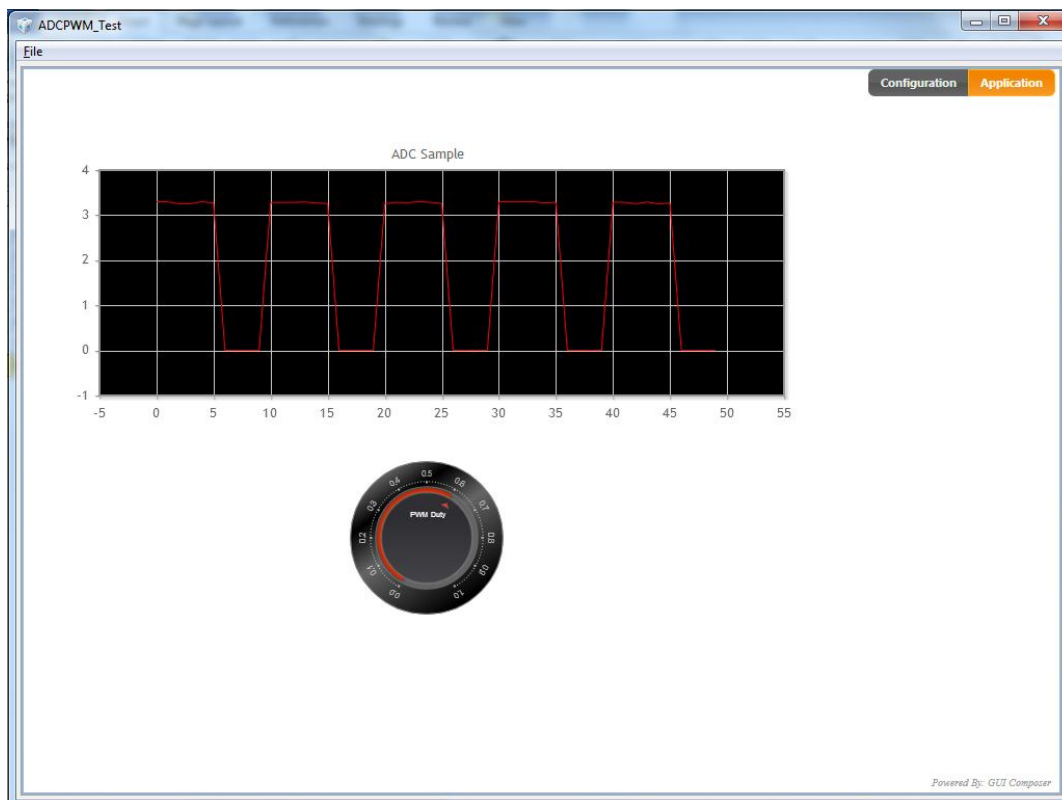 ADCPWM_Test
File
Configuration
Application
ADC Sample
4
3
2
1
0
-1
-5 0 5 10 15 20 25 30 35 40 45 50 55
0.0 0.1 0.2 0.3 0.4 0.5 0.6 0.7 0.8 0.9 1.0
PWM Duty
Powered By: GUI Composer